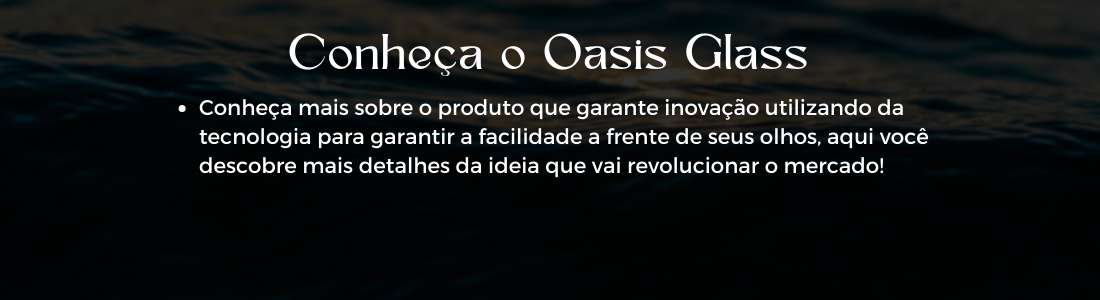 Conheça o Oasis Glass
• Conheça mais sobre o produto que garante inovação utilizando da
tecnologia para garantir a facilidade a frente de seus olhos, aqui você
descobre mais detalhes da ideia que vai revolucionar o mercado!